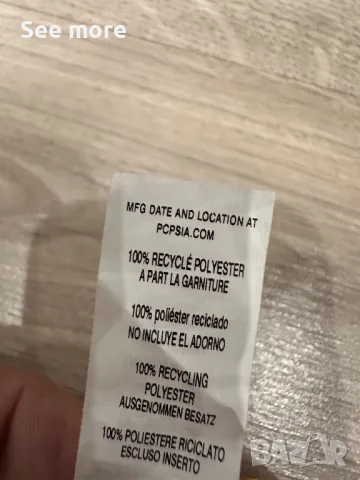 See more
MFG DATE AND LOCATION AT
PCPSIA.COM
100% RECYCLÉ POLYESTER
A PART LA GARNITURE
100% poliéster reciclado
NO INCLUYE EL ADORNO
100% RECYCLING
POLYESTER
AUSGENOMMEN BESATZ
100% POLIESTERE RICICLATO
ESCLUSO INSERTO
BAZAR